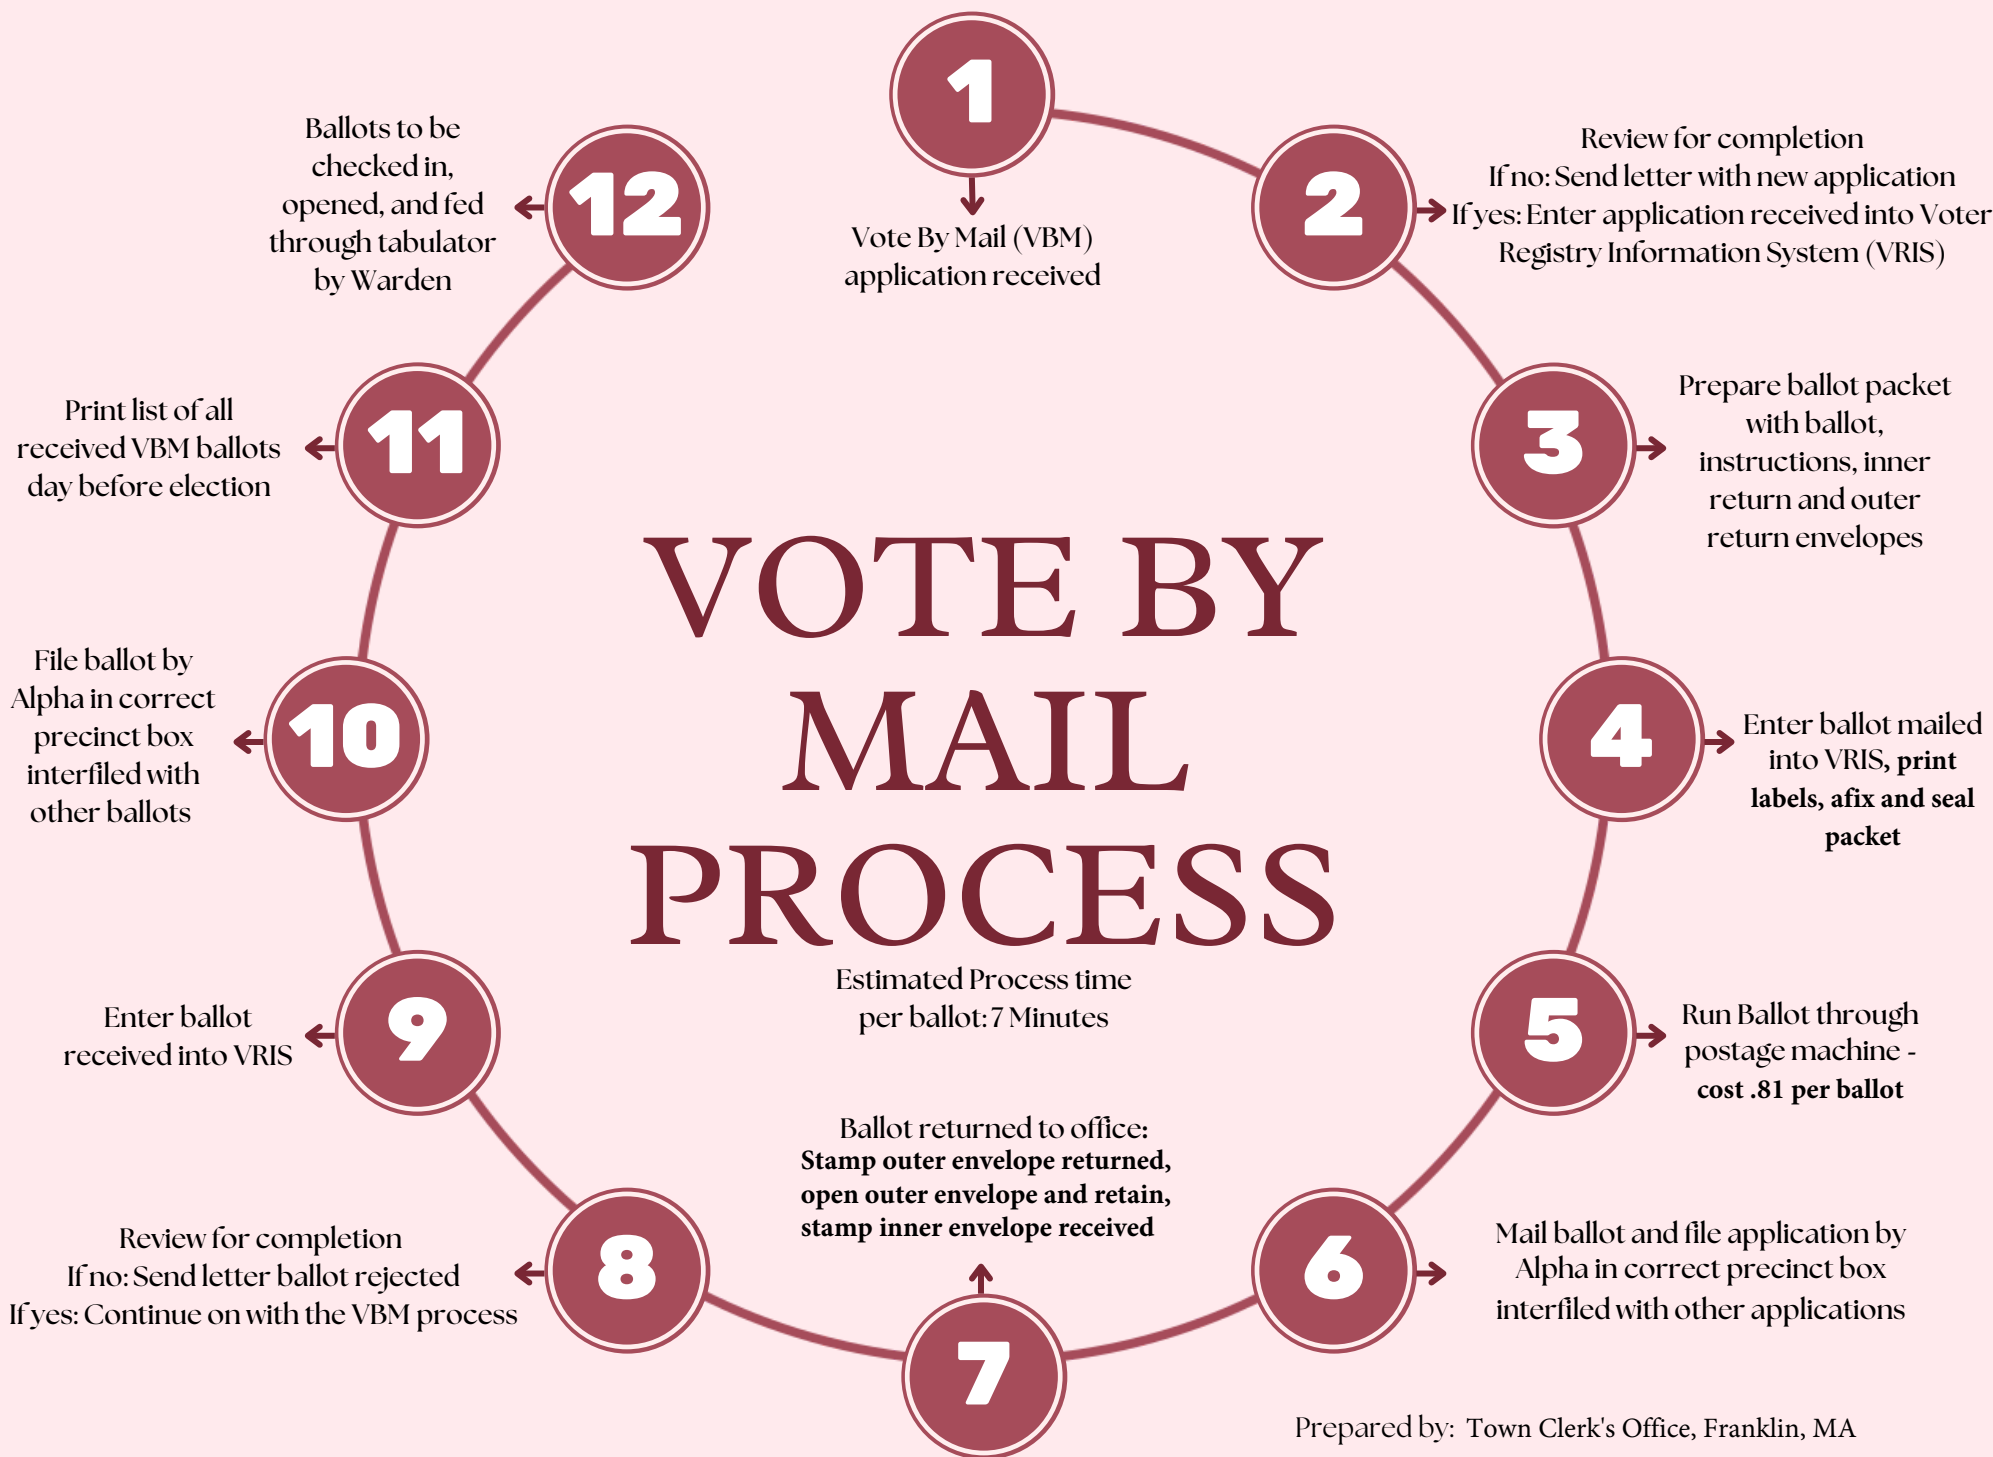 1
Vote By Mail (VBM)
application received
2
Review for completion
If no: Send letter with new application
If yes: Enter application received into Voter
Registry Information System (VRIS)
3
Prepare ballot packet
with ballot,
instructions, inner
return and outer
return envelopes
4
Enter ballot mailed
into VRIS, print
labels, afix and seal
packet
5
Run Ballot through
postage machine -
cost .81 per ballot
6
Mail ballot and file application by
Alpha in correct precinct box
interfiled with other applications
7
Ballot returned to office:
Stamp outer envelope returned,
open outer envelope and retain,
stamp inner envelope received
8
Review for completion
If no: Send letter ballot rejected
If yes: Continue on with the VBM process
9
Enter ballot
received into VRIS
10
File ballot by
Alpha in correct
precinct box
interfiled with
other ballots
11
Print list of all
received VBM ballots
day before election
12
Ballots to be
checked in,
opened, and fed
through tabulator
by Warden
VOTE BY
MAIL
PROCESS
Estimated Process time
per ballot: 7 Minutes
Prepared by: Town Clerk's Office, Franklin, MA